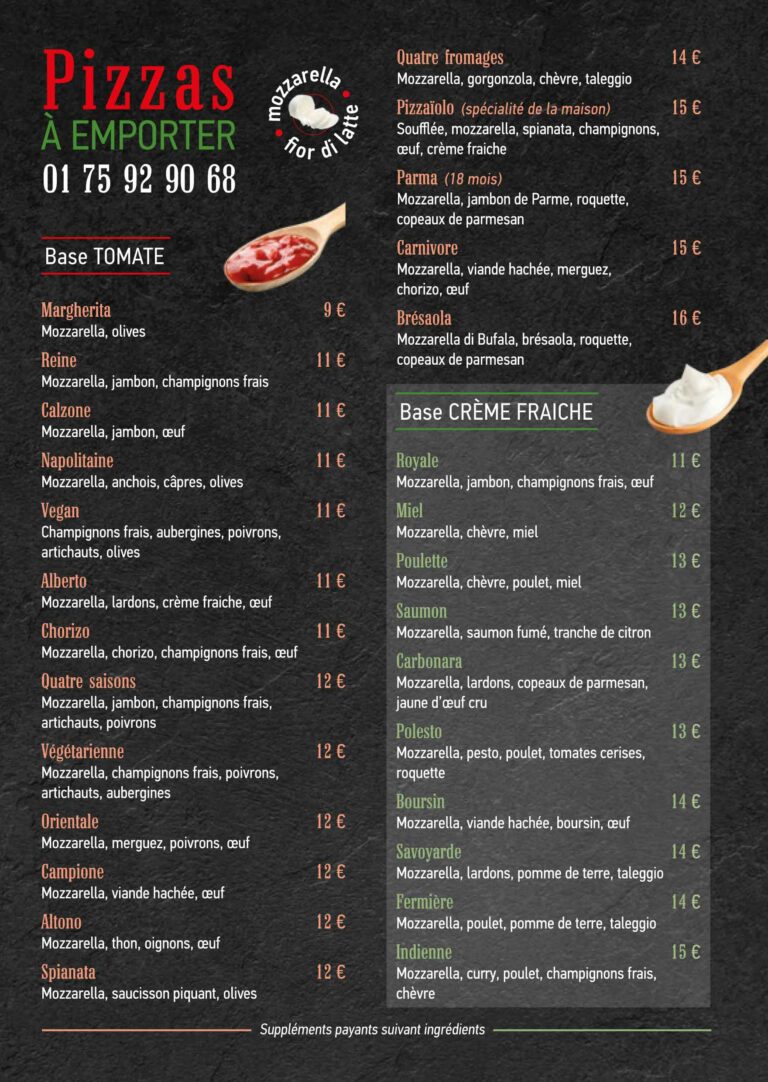 Pizzas
À EMPORTER
01 75 92 90 68
mozzarella
fior di latte
Base TOMATE
Margherita 9 €
Mozzarella, olives
Reine 11 €
Mozzarella, jambon, champignons frais
Calzone 11 €
Mozzarella, jambon, œuf
Napolitaine 11 €
Mozzarella, anchois, câpres, olives
Vegan 11 €
Champignons frais, aubergines, poivrons,
artichauts, olives
Alberto 11 €
Mozzarella, lardons, crème fraiche, œuf
Chorizo 11 €
Mozzarella, chorizo, champignons frais, œuf
Quatre saisons 12 €
Mozzarella, jambon, champignons frais,
artichauts, poivrons
Végétarienne 12 €
Mozzarella, champignons frais, poivrons,
artichauts, aubergines
Orientale 12 €
Mozzarella, merguez, poivrons, œuf
Campione 12 €
Mozzarella, viande hachée, œuf
Altono 12 €
Mozzarella, thon, oignons, œuf
Spianata 12 €
Mozzarella, saucisson piquant, olives
Quatre fromages 14 €
Mozzarella, gorgonzola, chèvre, taleggio
Pizzaïolo (spécialité de la maison) 15 €
Soufflée, mozzarella, spianata, champignons,
œuf, crème fraiche
Parma (18 mois) 15 €
Mozzarella, jambon de Parme, roquette,
copeaux de parmesan
Carnivore 15 €
Mozzarella, viande hachée, merguez,
chorizo, œuf
Brésaola 16 €
Mozzarella di Bufala, brésaola, roquette,
copeaux de parmesan
Base CRÈME FRAICHE
Royale 11 €
Mozzarella, jambon, champignons frais, œuf
Miel 12 €
Mozzarella, chèvre, miel
Poulette 13 €
Mozzarella, chèvre, poulet, miel
Saumon 13 €
Mozzarella, saumon fumé, tranche de citron
Carbonara 13 €
Mozzarella, lardons, copeaux de parmesan,
jaune d'œuf cru
Polesto 13 €
Mozzarella, pesto, poulet, tomates cerises,
roquette
Boursin 14 €
Mozzarella, viande hachée, boursin, œuf
Savoyarde 14 €
Mozzarella, lardons, pomme de terre, taleggio
Fermière 14 €
Mozzarella, poulet, pomme de terre, taleggio
Indienne 15 €
Mozzarella, curry, poulet, champignons frais,
chèvre
Suppléments payants suivant ingrédients